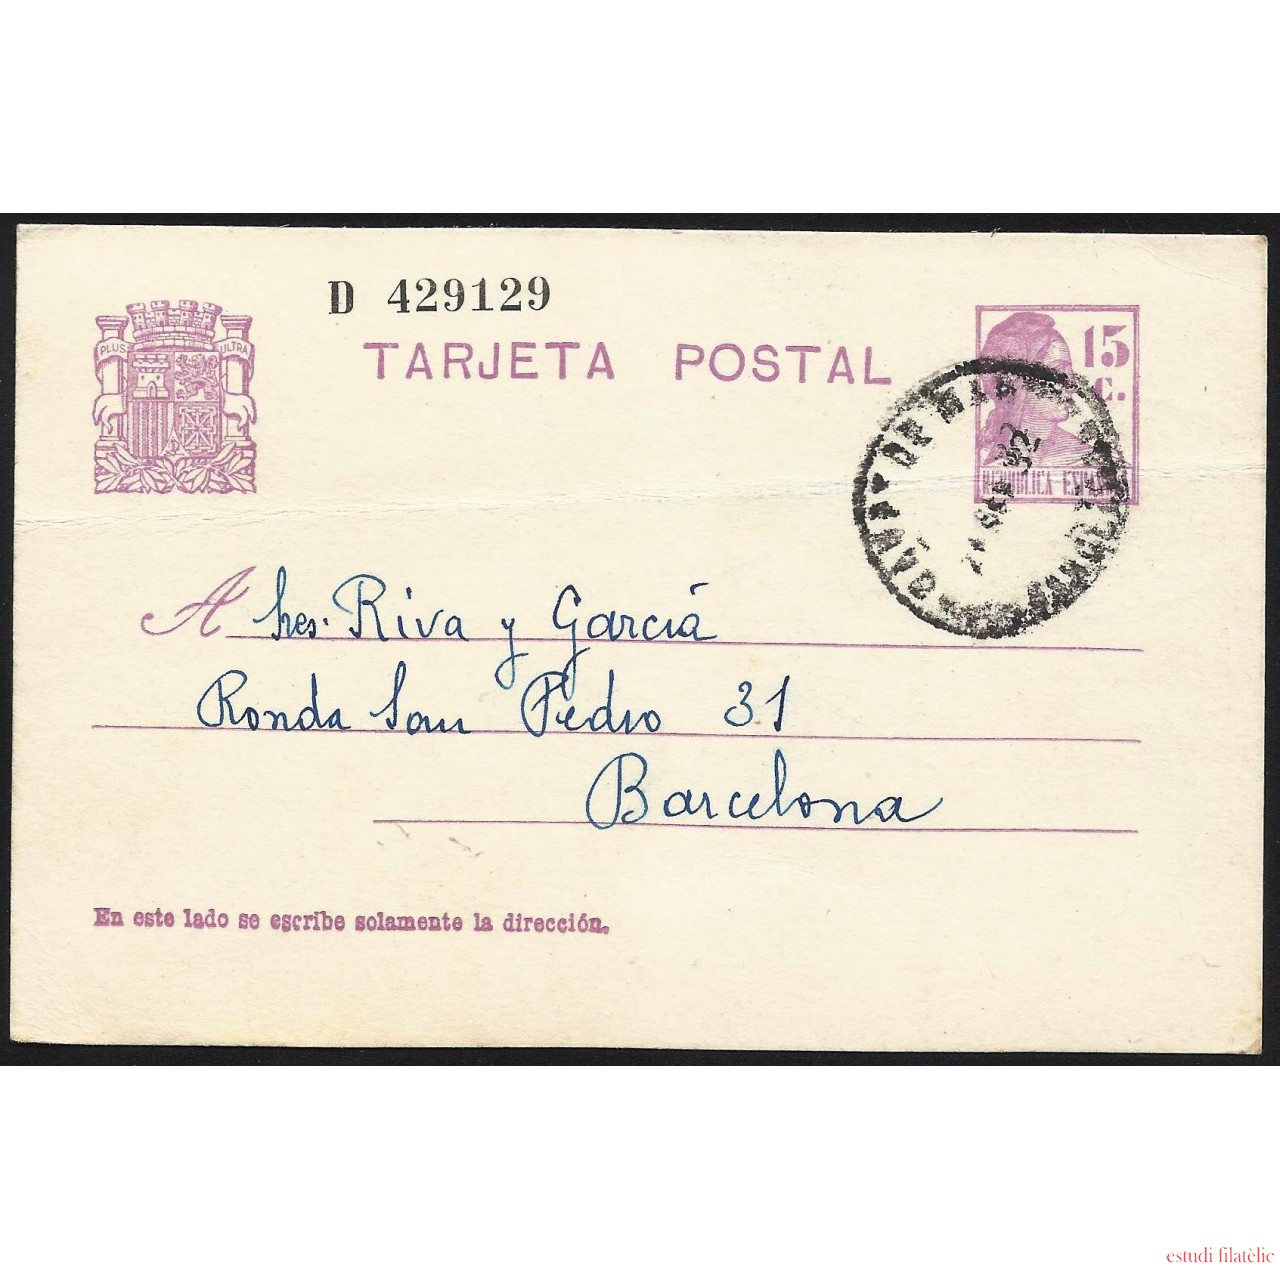 D 429129
TARJETA POSTAL
PLUS ULTRA
15
c.
REPUBLICA ESPAÑOLA
A Sres. Riva y García
Ronda San Pedro 31
Barcelona
En este lado se escribe solamente la dirección.
estudi filatèlic